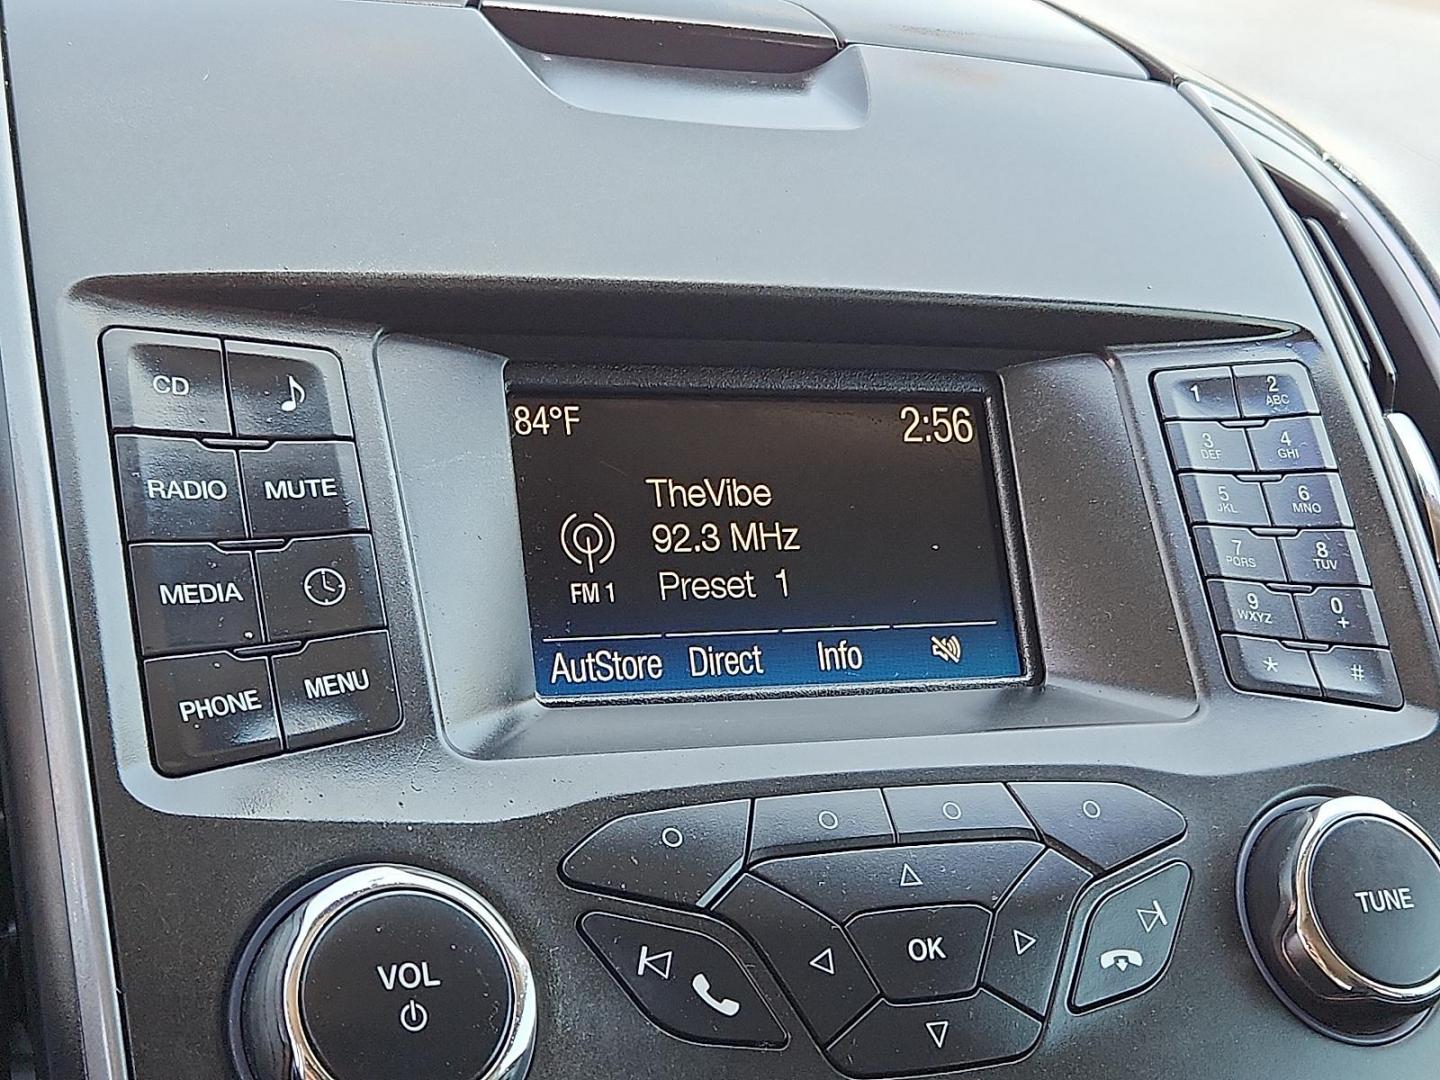 CD
RADIO MUTE
MEDIA
PHONE MENU
84°F 2:56
TheVibe
92.3 MHz
FM 1 Preset 1
AutStore Direct Info
1 2 ABC
3 DEF 4 GHI
5 JKL 6 MNO
7 PQRS 8 TUV
9 WXYZ 0 +
* #
VOL
OK
TUNE